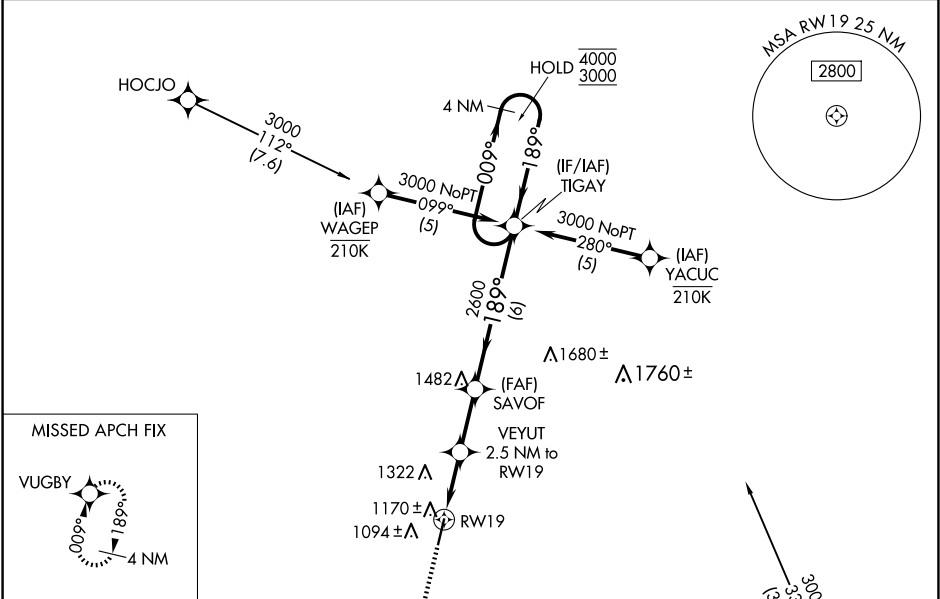 MSA RW19 25 NM
2800
HOCJO
3000
112°
(7.6)
HOLD 4000
3000
4 NM
009°
189°
(IF/IAF)
TIGAY
3000 NoPT
099°
(5)
(IAF)
WAGEP
210K
3000 NoPT
280°
(5)
(IAF)
YACUC
210K
2600
189°
(6)
1680 ±
1760 ±
1482
(FAF)
SAVOF
VEYUT
2.5 NM to
RW19
1322
1170 ±
RW19
1094 ±
MISSED APCH FIX
VUGBY
009°
189°
4 NM